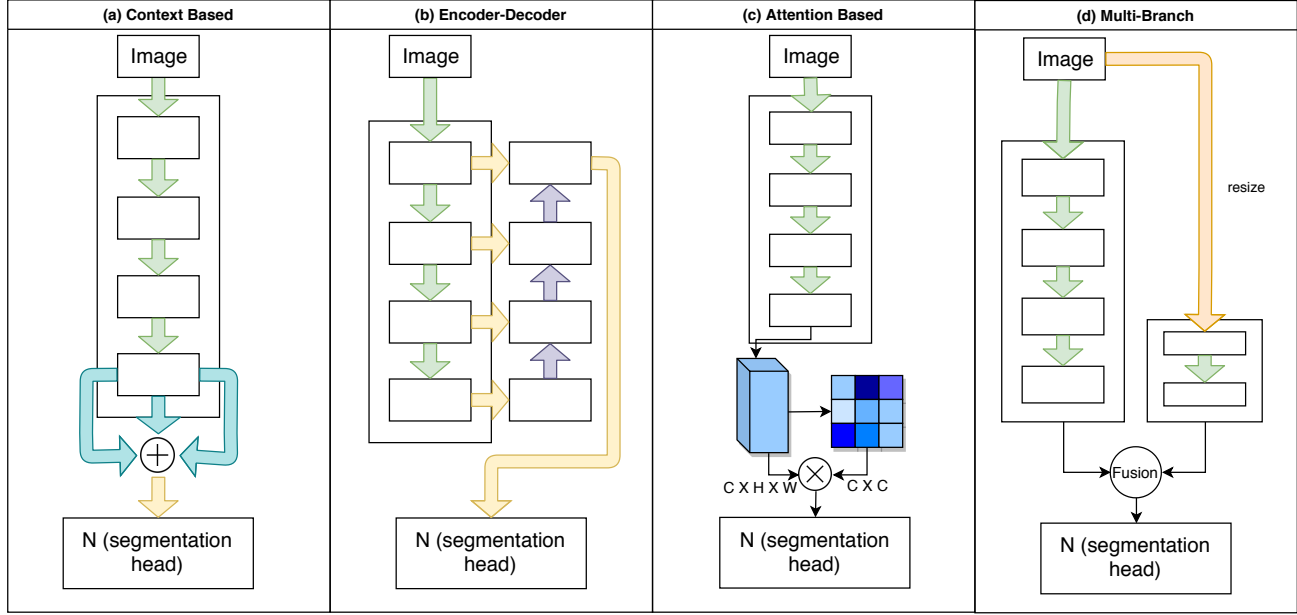 (a) Context Based
Image
N (segmentation
head)
(b) Encoder-Decoder
Image
N (segmentation
head)
(c) Attention Based
Image
C X H X W
C X C
N (segmentation
head)
(d) Multi-Branch
Image
resize
Fusion
N (segmentation
head)